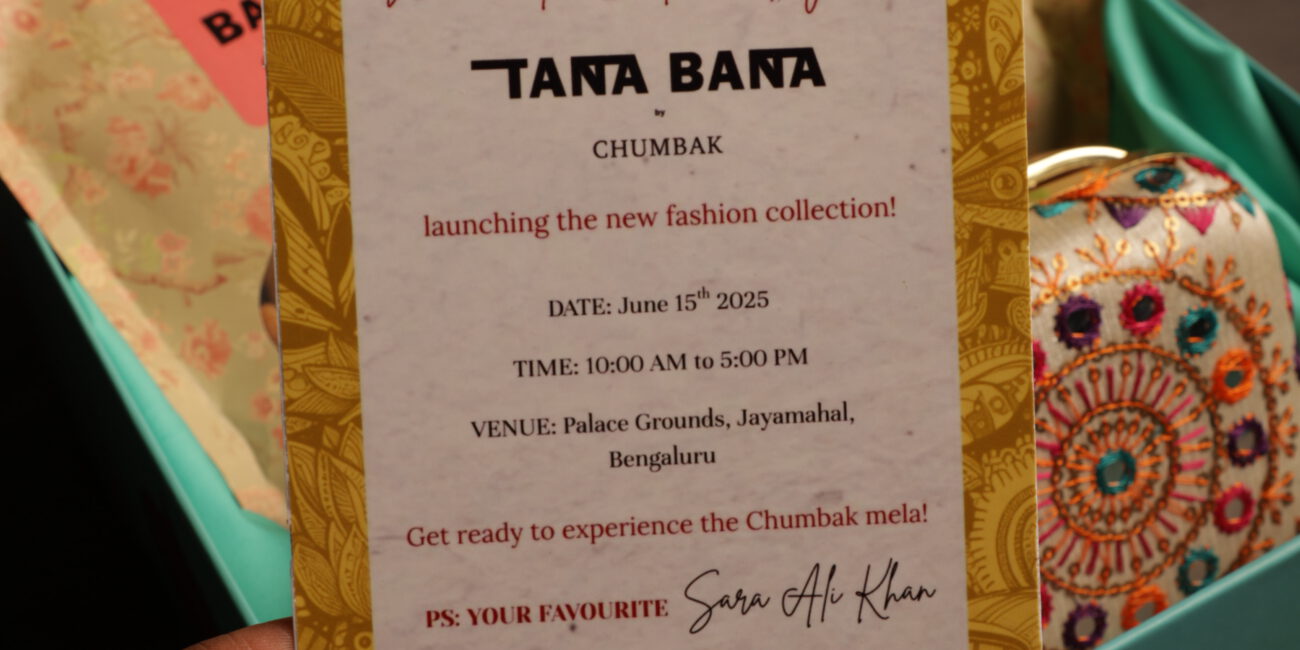 BA
TANA BANA
by
CHUMBAK
launching the new fashion collection!
DATE: June 15th 2025
TIME: 10:00 AM to 5:00 PM
VENUE: Palace Grounds, Jayamahal,
Bengaluru
Get ready to experience the Chumbak mela!
PS: YOUR FAVOURITE Sara Ali Khan